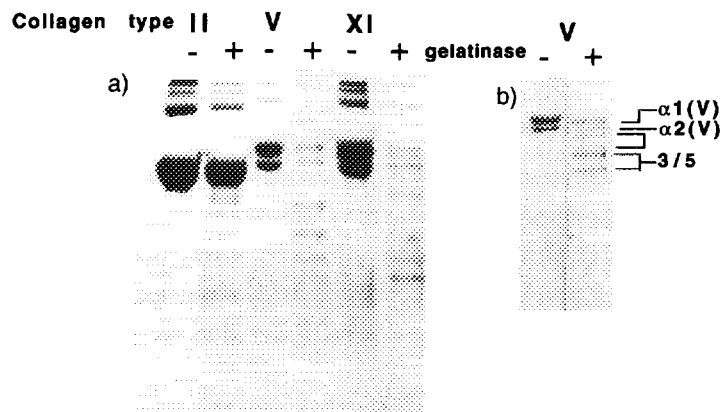 Collagen type II V XI
- + - + - + gelatinase
a)
V
- +
b)
α1(V)
α2(V)
3/5